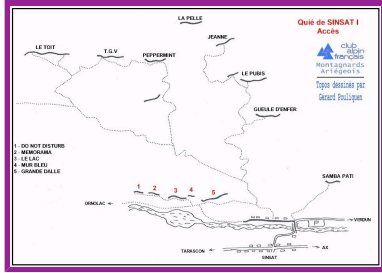 LA PELLE
Quié de SINSAT I
Accès
JEANNE
LE TOIT
T.G.V
PEPPERMINT
club
alpin
français
Montagnards
Ariégeois
LE PUBIS
Topos dessinés par
Gérard Pouliquen
GUEULE D'ENFER
1 - DO NOT DISTURB
2 - MEMORAMA
3 - LE LAC
4 - MUR BLEU
5 - GRANDE DALLE
SAMBA PATI
1
2
3
4
5
ORNOLAC
P
VERDUN
TARASCON
AX
SINSAT